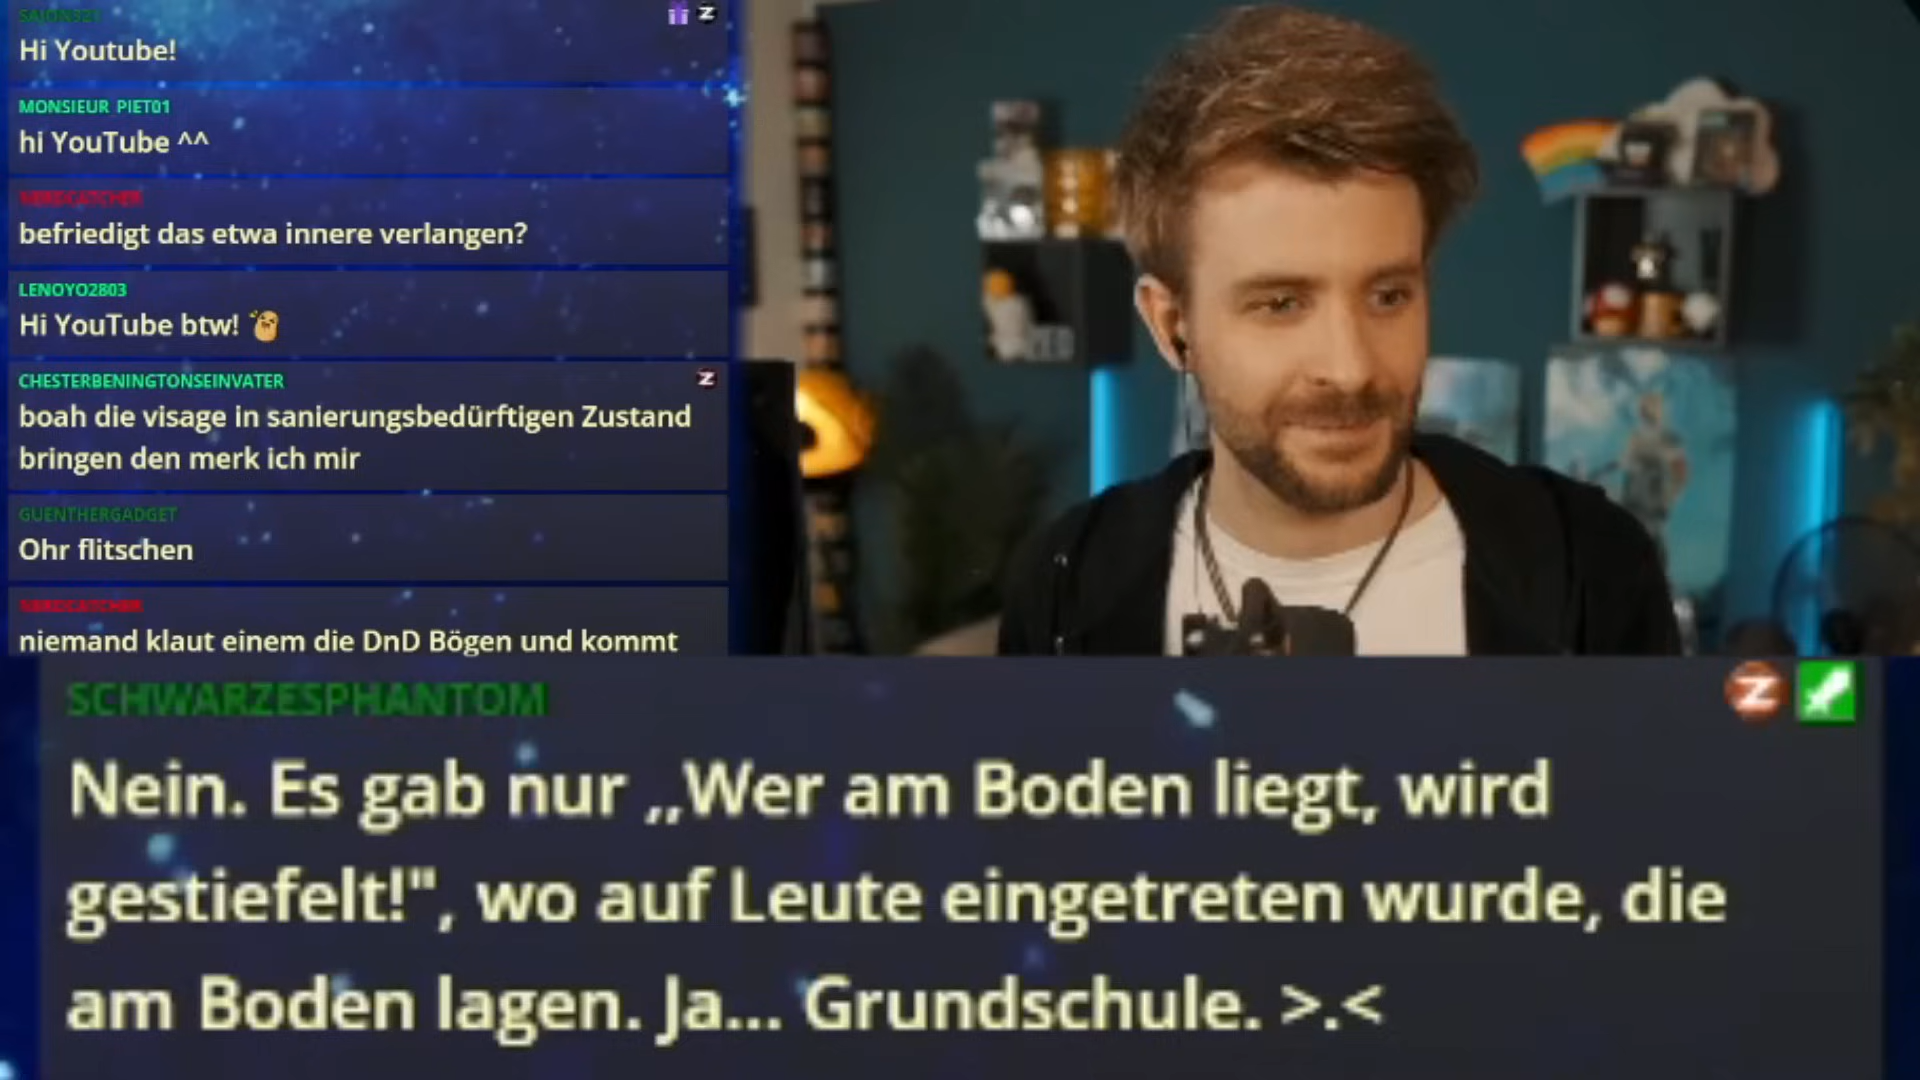 SAION321
Hi Youtube!
MONSIEUR_PIET01
hi YouTube ^^
NERDCATCHER
befriedigt das etwa innere verlangen?
LENOYO2803
Hi YouTube btw!
CHESTERBENINGTONSEINVATER
boah die visage in sanierungsbedürftigen Zustand
bringen den merk ich mir
GUENTHERGADGET
Ohr flitschen
NERDCATCHER
niemand klaut einem die DnD Bögen und kommt
SCHWARZESPHANTOM
Nein. Es gab nur ,,Wer am Boden liegt, wird
gestiefelt!", wo auf Leute eingetreten wurde, die
am Boden lagen. Ja... Grundschule. >.<